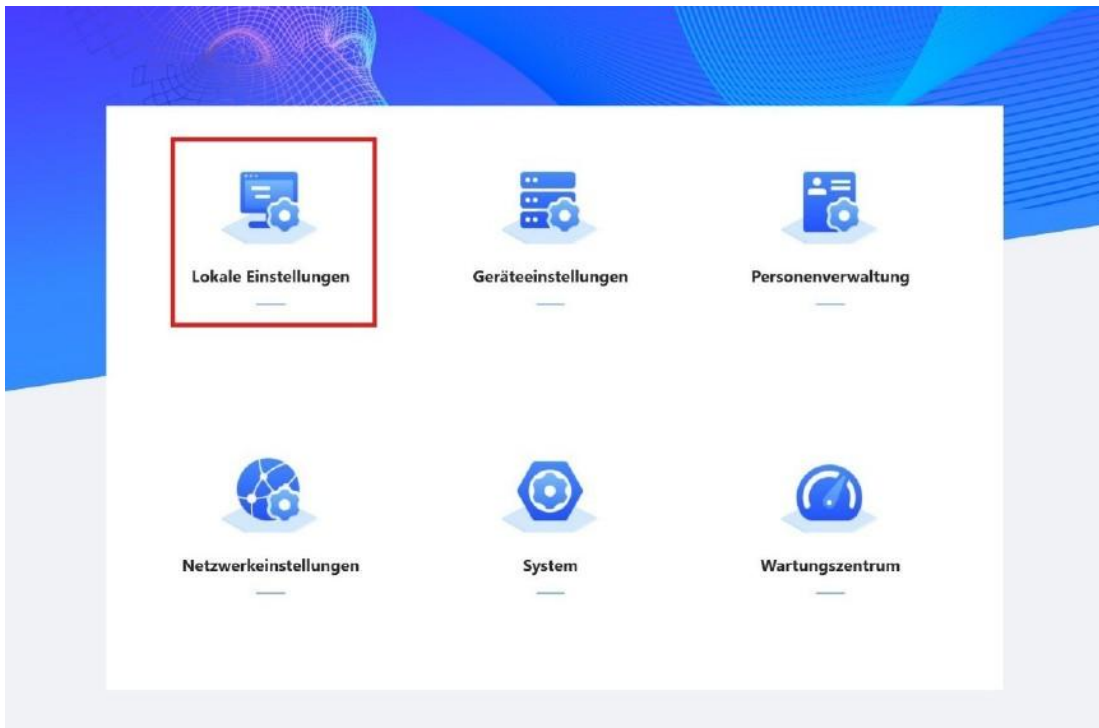 Lokale Einstellungen
Geräteeinstellungen
Personenverwaltung
Netzwerkeinstellungen
System
Wartungszentrum